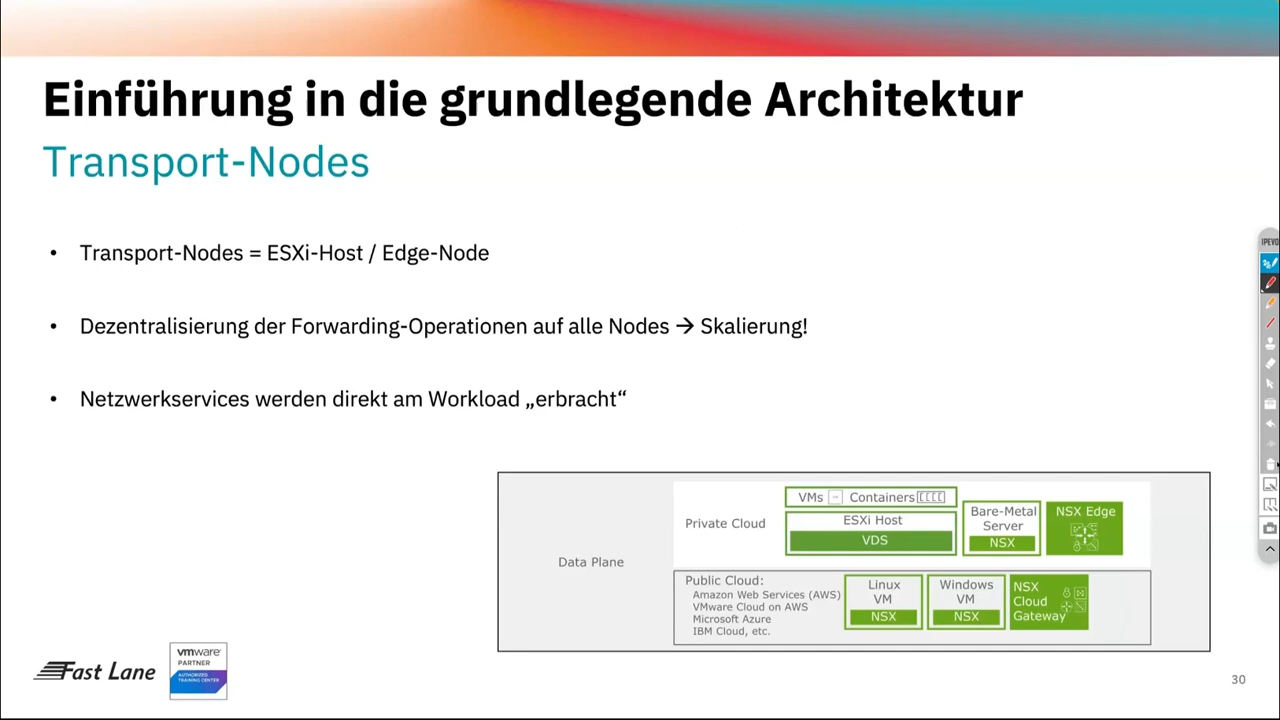 Einführung in die grundlegende Architektur
Transport-Nodes
• Transport-Nodes = ESXi-Host / Edge-Node
• Dezentralisierung der Forwarding-Operationen auf alle Nodes → Skalierung!
• Netzwerkservices werden direkt am Workload „erbracht“
Data Plane
Private Cloud
VMs
Containers
ESXi Host
VDS
Bare-Metal
Server
NSX
NSX Edge
Public Cloud:
Amazon Web Services (AWS)
VMware Cloud on AWS
Microsoft Azure
IBM Cloud, etc.
Linux
VM
NSX
Windows
VM
NSX
NSX
Cloud
Gateway
Fast Lane
vmware
PARTNER
AUTHORIZED
TRAINING CENTER
30
IPEVO